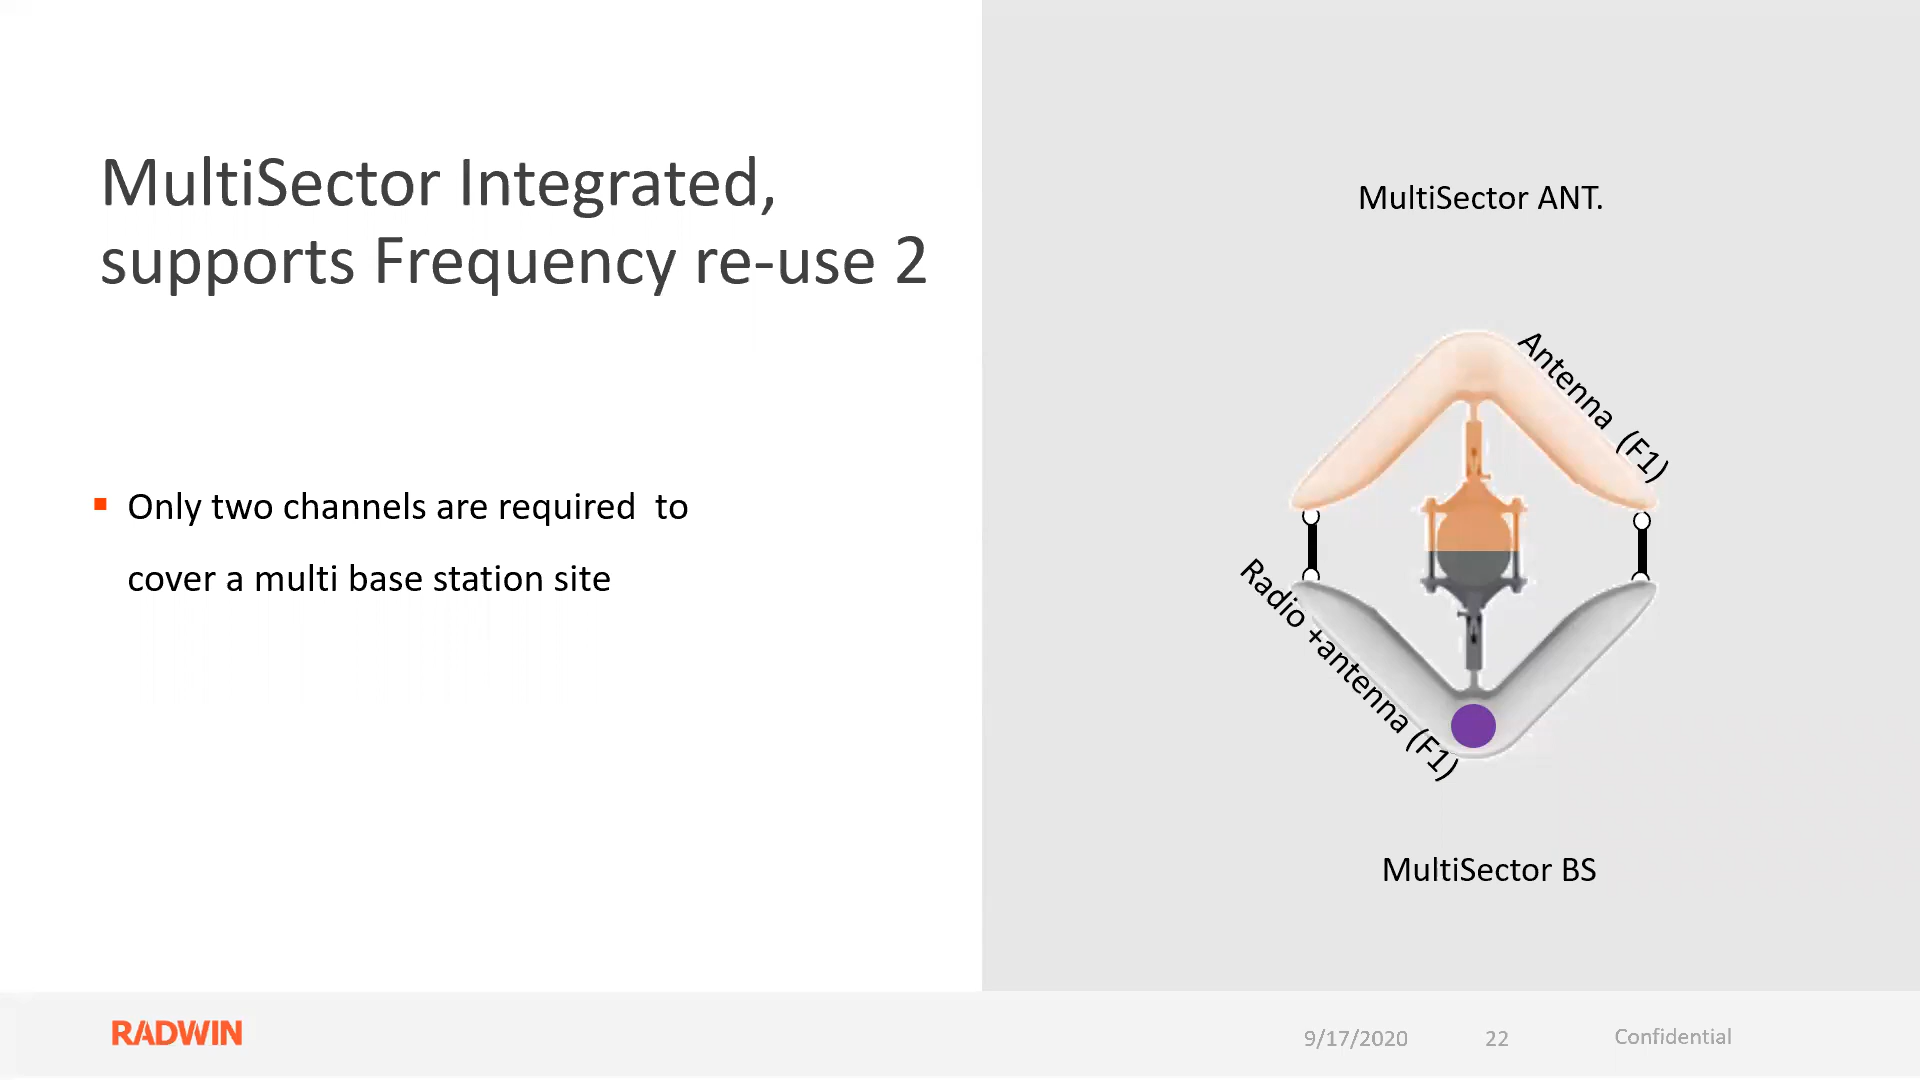 MultiSector Integrated,
supports Frequency re-use 2
Only two channels are required to
cover a multi base station site
MultiSector ANT.
Antenna (F1)
Radio +antenna (F1)
MultiSector BS
RADWIN
9/17/2020
22
Confidential